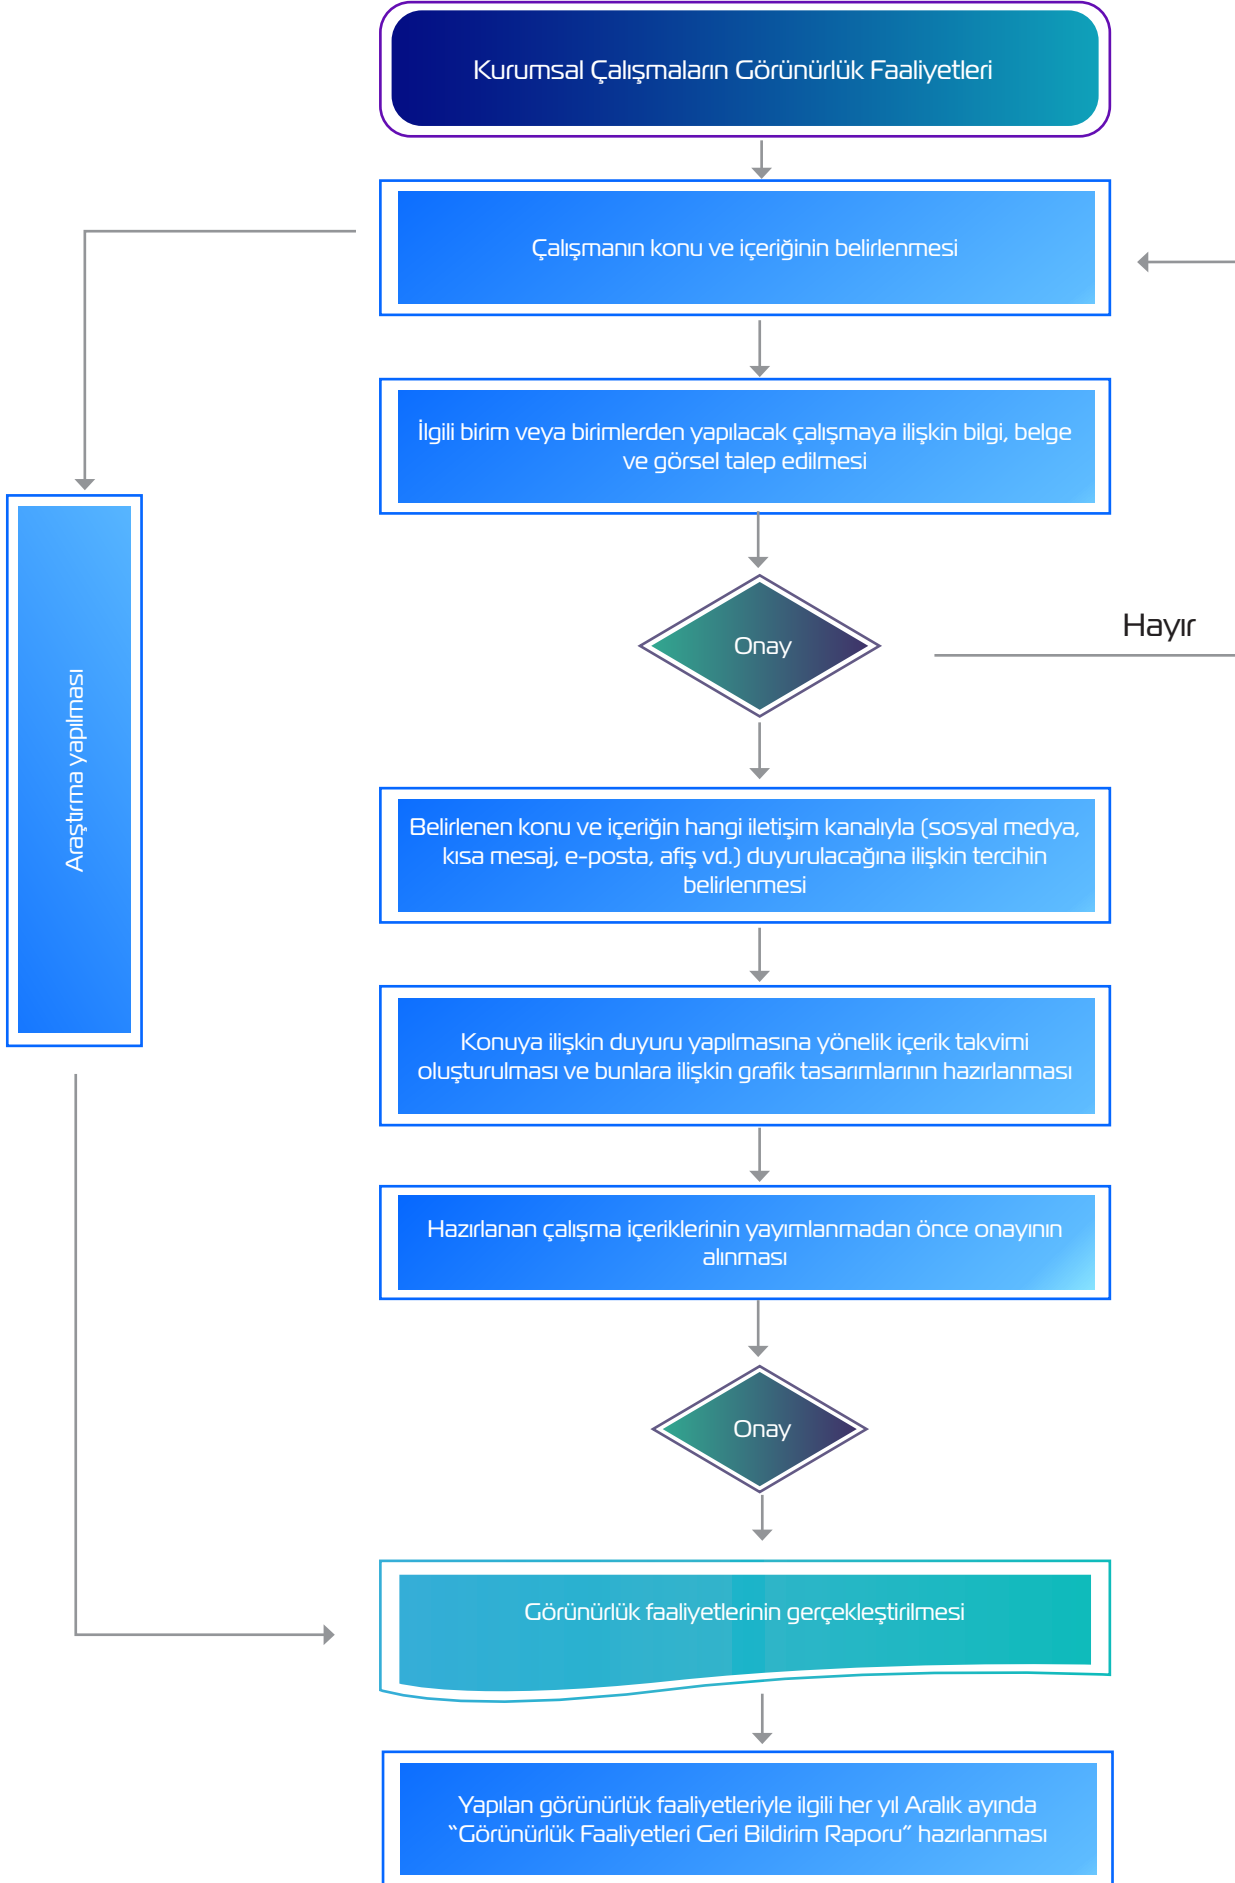 Kurumsal Çalışmaların Görünürlük Faaliyetleri
Çalışmanın konu ve içeriğinin belirlenmesi
İlgili birim veya birimlerden yapılacak çalışmaya ilişkin bilgi, belge
ve görsel talep edilmesi
Onay
Hayır
Araştırma yapılması
Belirlenen konu ve içeriğin hangi iletişim kanalıyla (sosyal medya,
kısa mesaj, e-posta, afiş vd.) duyurulacağına ilişkin tercihin
belirlenmesi
Konuya ilişkin duyuru yapılmasına yönelik içerik takvimi
oluşturulması ve bunlara ilişkin grafik tasarımlarının hazırlanması
Hazırlanan çalışma içeriklerinin yayımlanmadan önce onayının
alınması
Onay
Görünürlük faaliyetlerinin gerçekleştirilmesi
Yapılan görünürlük faaliyetleriyle ilgili her yıl Aralık ayında
“Görünürlük Faaliyetleri Geri Bildirim Raporu” hazırlanması